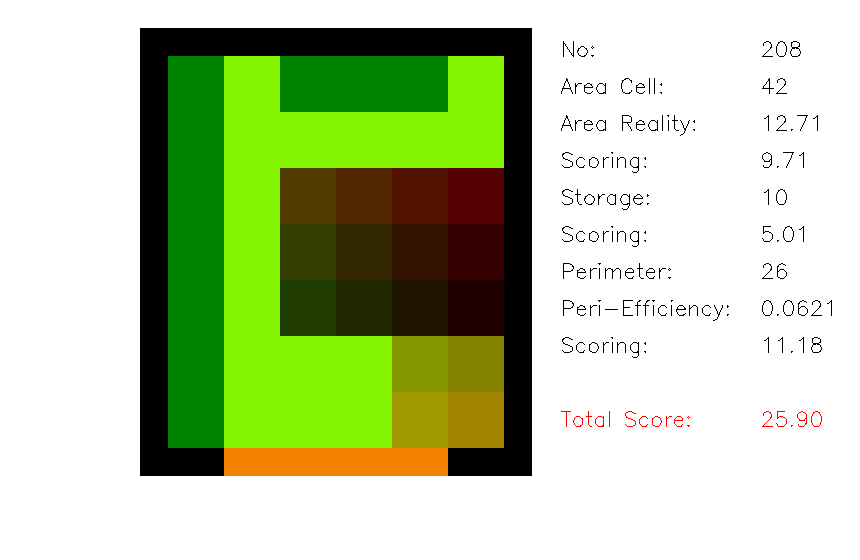 No: 208
Area Cell: 42
Area Reality: 12.71
Scoring: 9.71
Storage: 10
Scoring: 5.01
Perimeter: 26
Peri-Efficiency: 0.0621
Scoring: 11.18
Total Score: 25.90